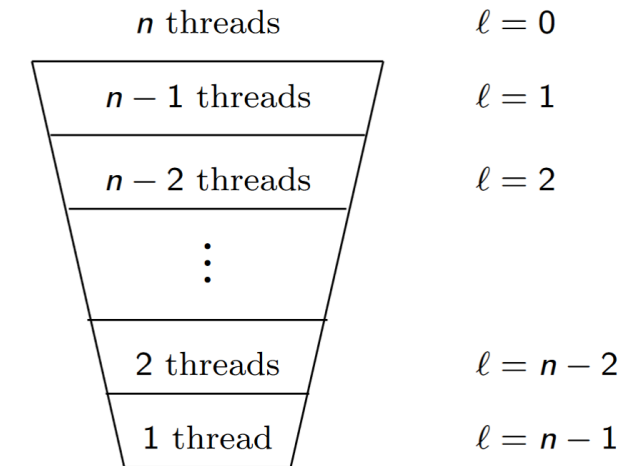 n threads ℓ = 0
n − 1 threads ℓ = 1
n − 2 threads ℓ = 2
⋮
2 threads ℓ = n − 2
1 thread ℓ = n − 1